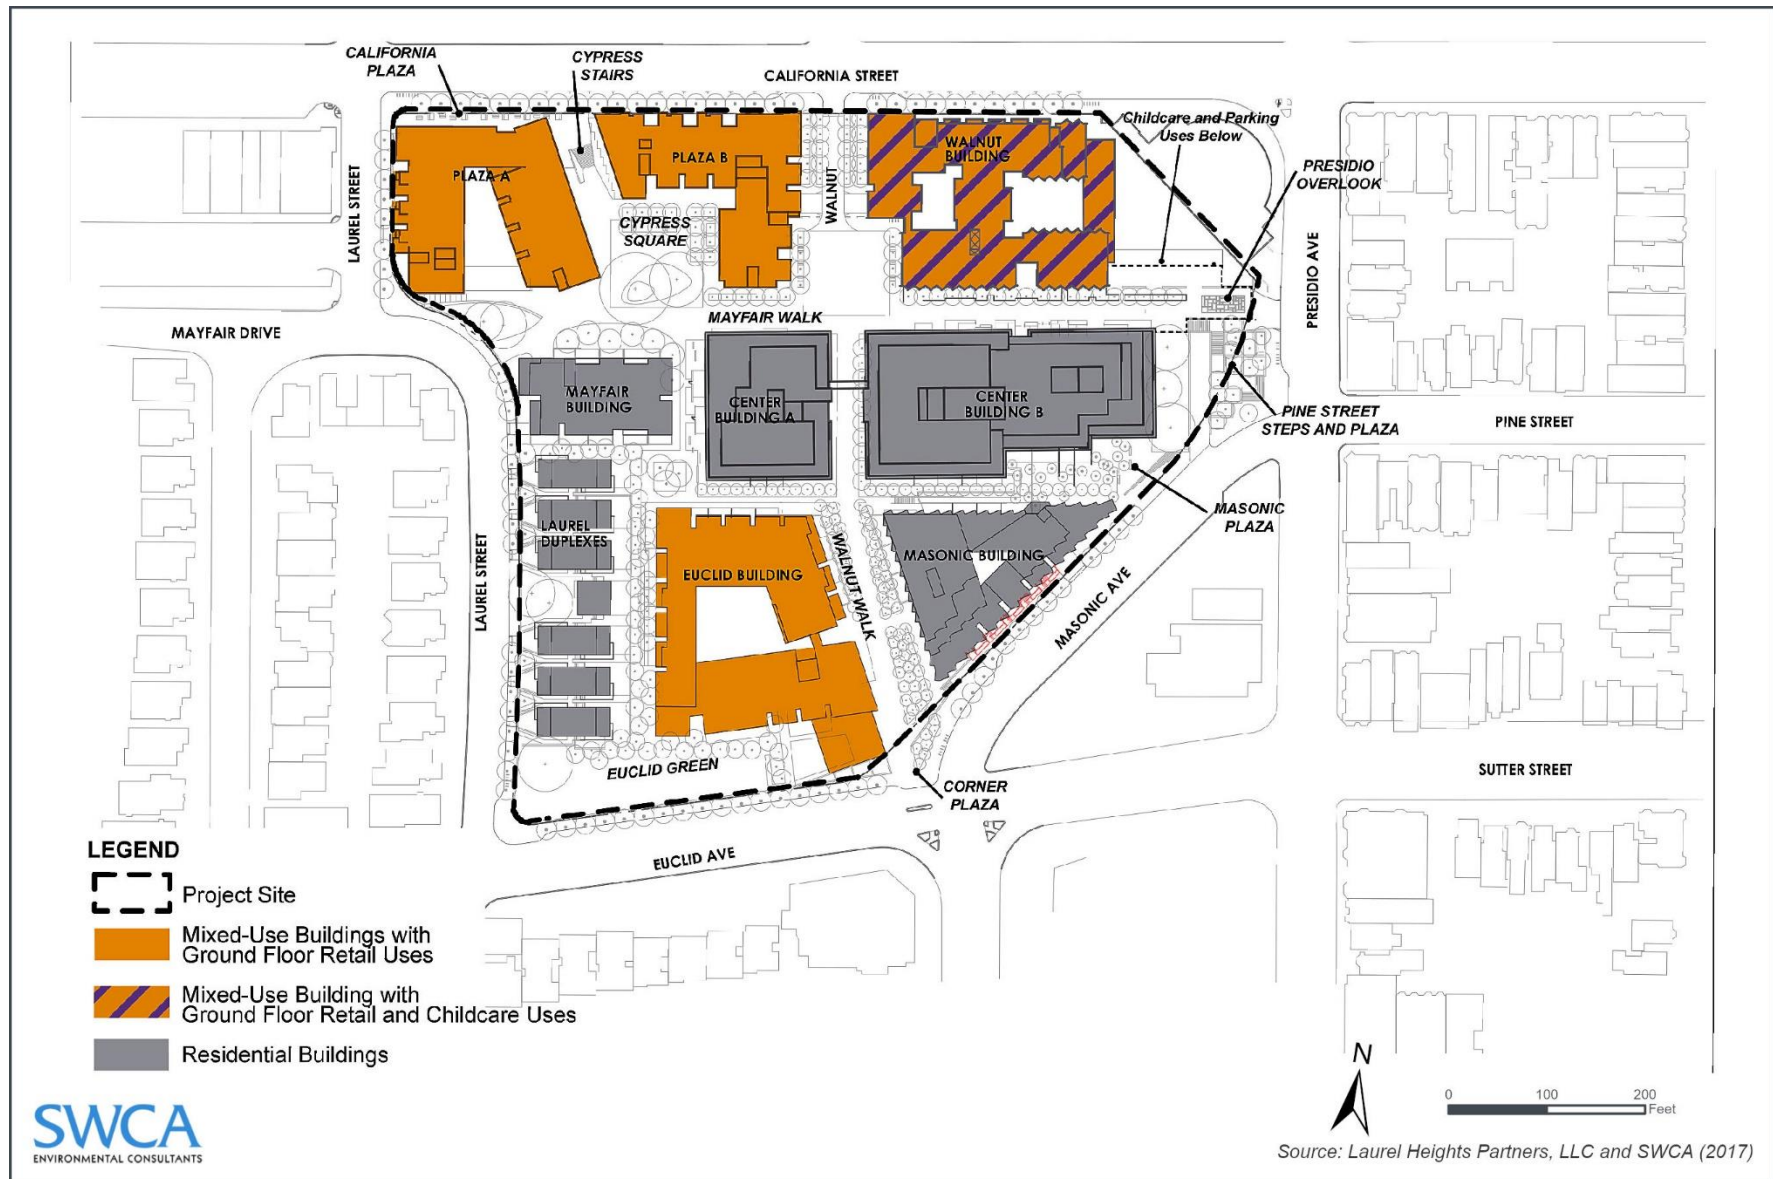 CALIFORNIA
PLAZA
CYPRESS
STAIRS
CALIFORNIA STREET
Childcare and Parking
Uses Below
WALNUT
BUILDING
PLAZA B
PLAZA A
PRESIDIO
OVERLOOK
LAUREL STREET
WALNUT
CYPRESS
SQUARE
PRESIDIO AVE
MAYFAIR DRIVE
MAYFAIR WALK
MAYFAIR
BUILDING
CENTER
BUILDING A
CENTER
BUILDING B
PINE STREET
STEPS AND PLAZA
PINE STREET
MASONIC
PLAZA
LAUREL
DUPLEXES
LAUREL STREET
EUCLID BUILDING
WALNUT WALK
MASONIC BUILDING
MASONIC AVE
EUCLID GREEN
CORNER
PLAZA
SUTTER STREET
EUCLID AVE
LEGEND
Project Site
Mixed-Use Buildings with
Ground Floor Retail Uses
Mixed-Use Building with
Ground Floor Retail and Childcare Uses
Residential Buildings
N
0 100 200
Feet
SWCA
ENVIRONMENTAL CONSULTANTS
Source: Laurel Heights Partners, LLC and SWCA (2017)